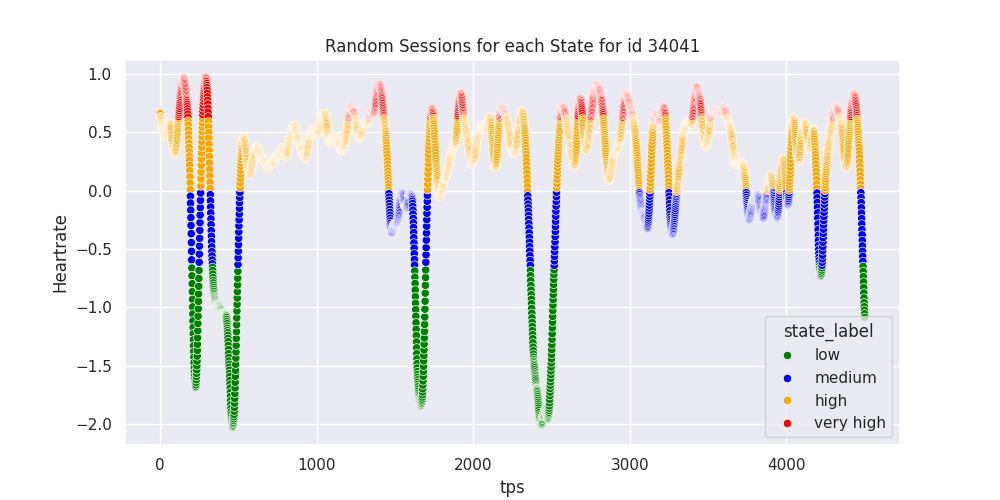 Random Sessions for each State for id 34041
1.0
0.5
0.0
−0.5
−1.0
−1.5
−2.0
Heartrate
0 1000 2000 3000 4000
tps
state_label
low
medium
high
very high